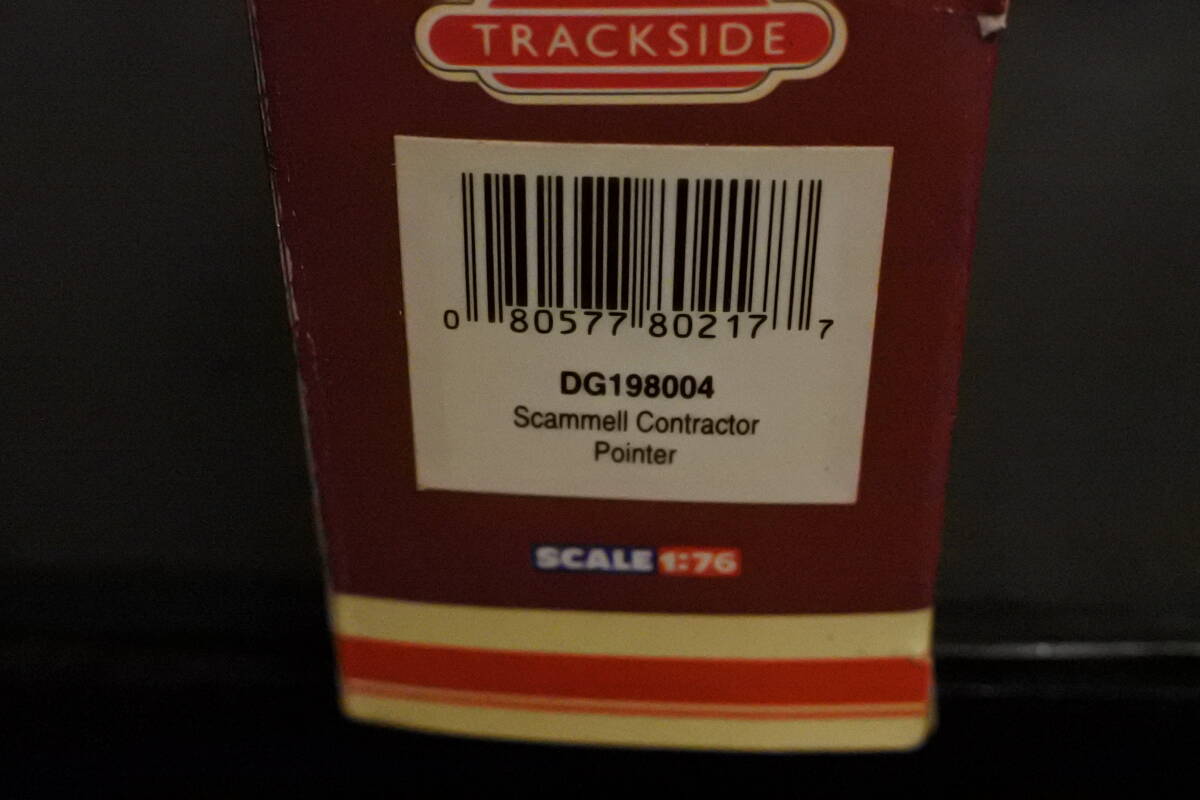 TRACKSIDE
0 80577 80217 7
DG198004
Scammell Contractor
Pointer
SCALE 1:76